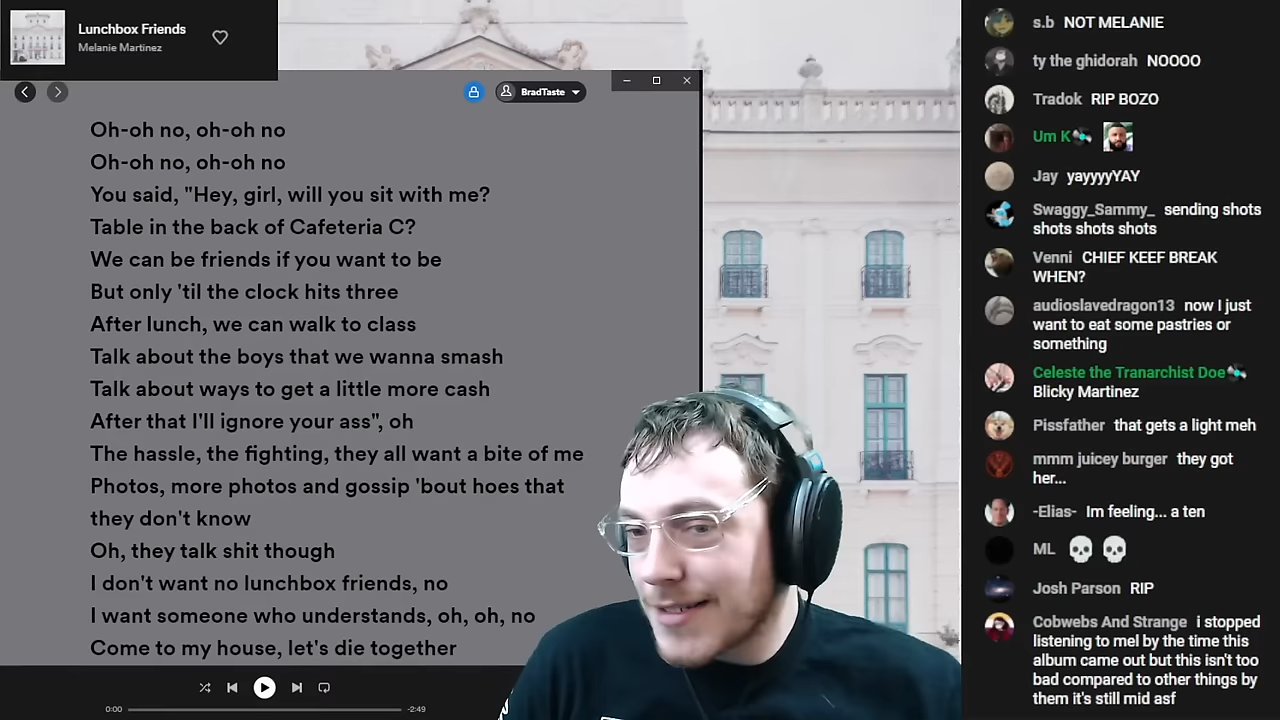 Lunchbox Friends
Melanie Martinez
BradTaste
Oh-oh no, oh-oh no
Oh-oh no, oh-oh no
You said, "Hey, girl, will you sit with me?
Table in the back of Cafeteria C?
We can be friends if you want to be
But only 'til the clock hits three
After lunch, we can walk to class
Talk about the boys that we wanna smash
Talk about ways to get a little more cash
After that I'll ignore your ass", oh
The hassle, the fighting, they all want a bite of me
Photos, more photos and gossip 'bout hoes that
they don't know
Oh, they talk shit though
I don't want no lunchbox friends, no
I want someone who understands, oh, oh, no
Come to my house, let's die together
0:00
-2:49
s.b NOT MELANIE
ty the ghidorah NOOOO
Tradok RIP BOZO
Um K
Jay yayyyyYAY
Swaggy_Sammy_ sending shots
shots shots shots
Venni CHIEF KEEF BREAK
WHEN?
audioslavedragon13 now I just
want to eat some pastries or
something
Celeste the Tranarchist Doe
Blicky Martinez
Pissfather that gets a light meh
mmm juicey burger they got
her...
-Elias- Im feeling... a ten
ML
Josh Parson RIP
Cobwebs And Strange i stopped
listening to mel by the time this
album came out but this isn't too
bad compared to other things by
them it's still mid asf